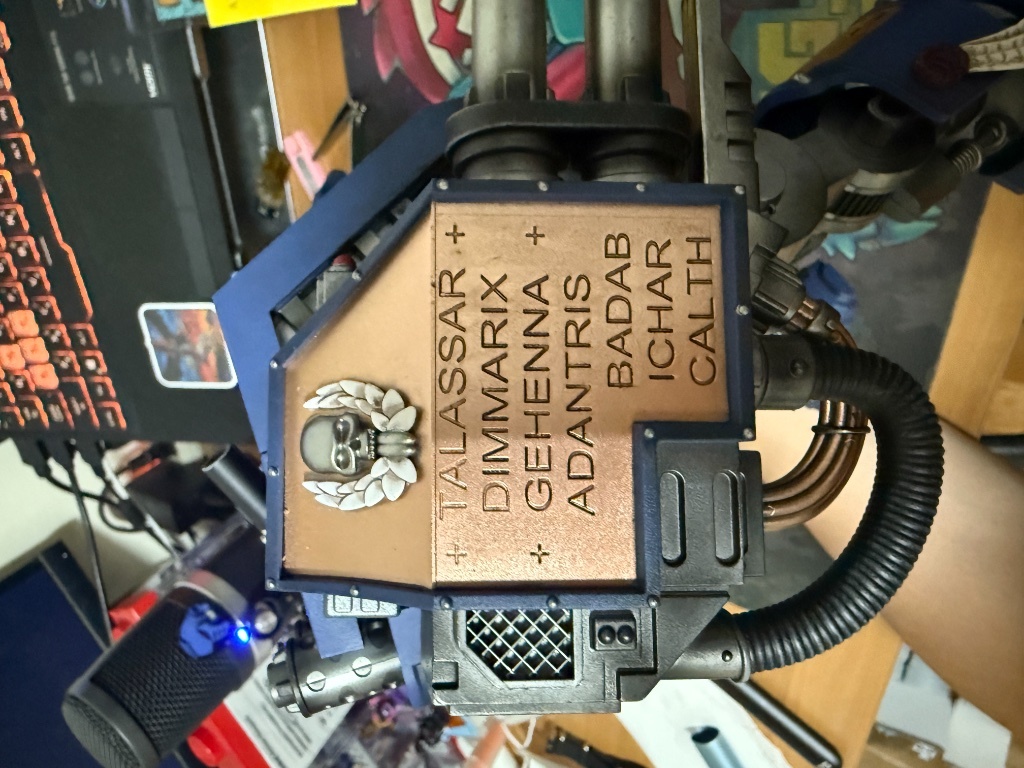 + TALASSAR +
DIMMARIX
+ GEHENNA +
ADANTRIS
BADAB
ICHAR
CALTH